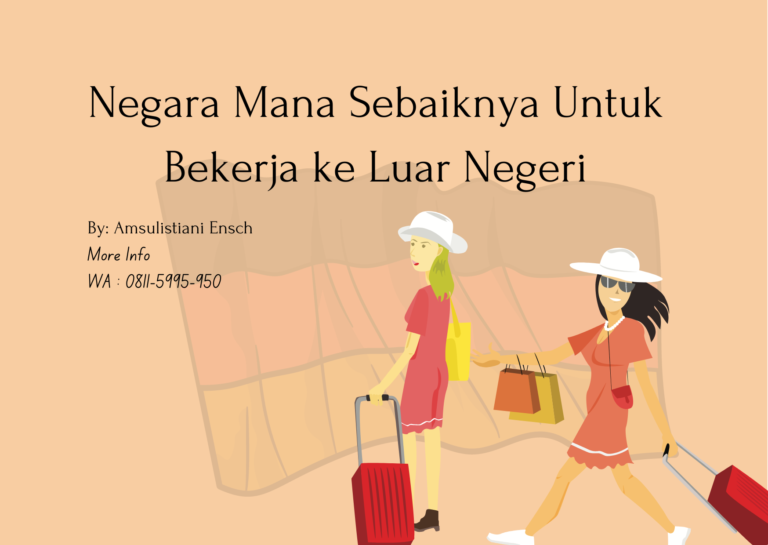 Negara Mana Sebaiknya Untuk
Bekerja ke Luar Negeri
By: Amsulistiani Ensch
More Info
WA : 0811-5995-950